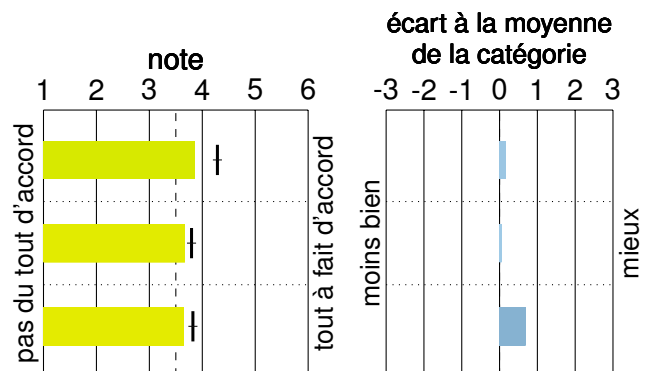 note
1 2 3 4 5 6
pas du tout d'accord
tout à fait d'accord
écart à la moyenne
de la catégorie
-3 -2 -1 0 1 2 3
moins bien
mieux